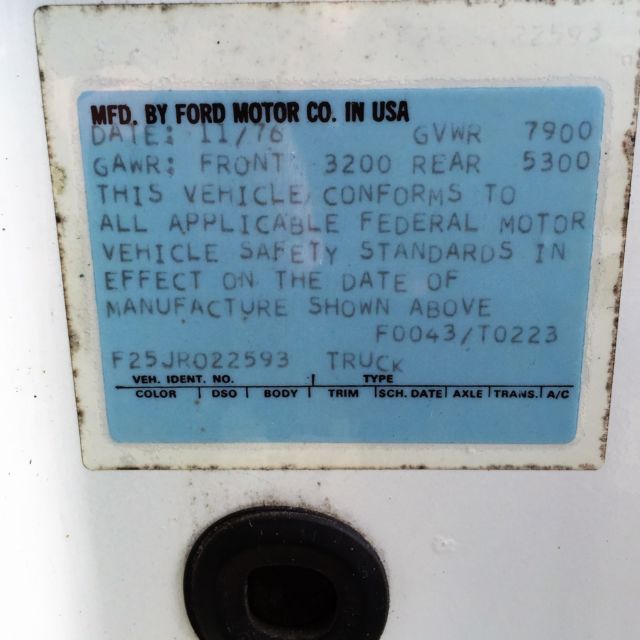 22593
MFD. BY FORD MOTOR CO. IN USA
DATE: 11/76 GVWR 7900
GAWR: FRONT 3200 REAR 5300
THIS VEHICLE CONFORMS TO
ALL APPLICABLE FEDERAL MOTOR
VEHICLE SAFETY STANDARDS IN
EFFECT ON THE DATE OF
MANUFACTURE SHOWN ABOVE
F0043/T0223
F25JR022593 TRUCK
VEH. IDENT. NO. TYPE
COLOR DSO BODY TRIM SCH. DATE AXLE TRANS. A/C